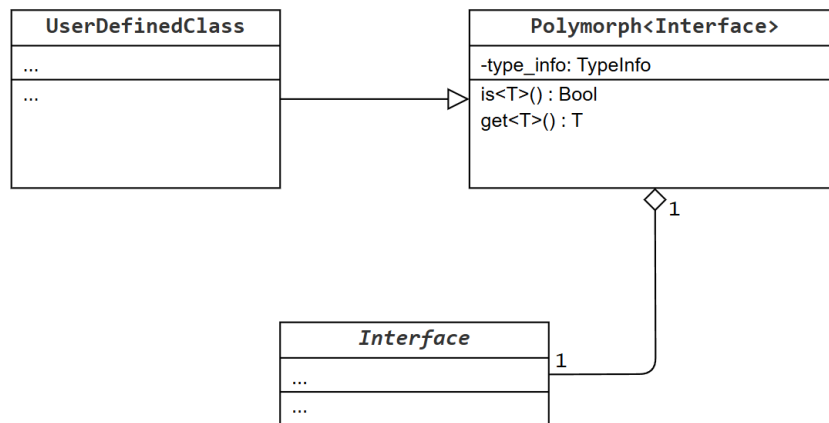 UserDefinedClass
...
...
Polymorph<Interface>
-type_info: TypeInfo
is<T>() : Bool
get<T>() : T
1
Interface
...
...
1